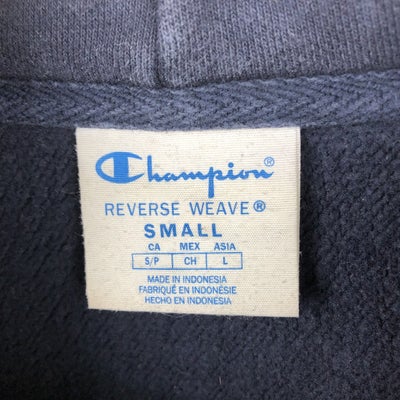 Champion®
REVERSE WEAVE®
SMALL
CA MEX ASIA
S/P CH L
MADE IN INDONESIA
FABRIQUÉ EN INDONÉSIE
HECHO EN INDONESIA